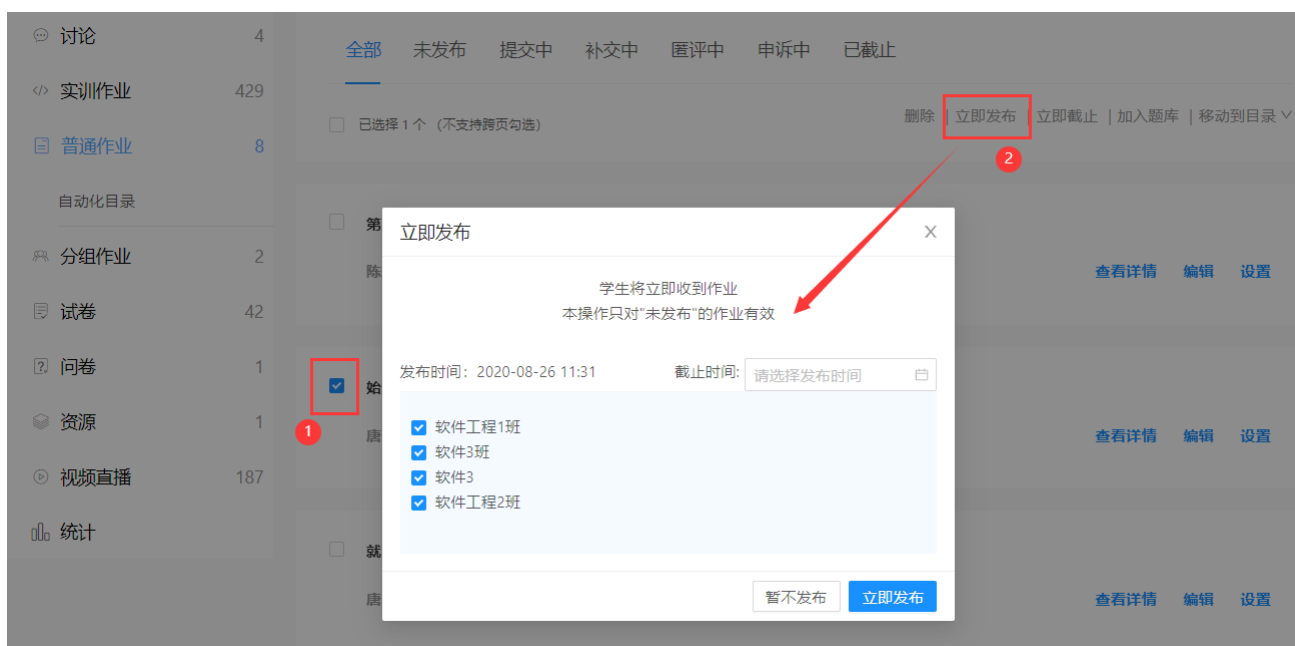 讨论 4
实训作业 429
普通作业 8
自动化目录
分组作业 2
试卷 42
问卷 1
资源 1
视频直播 187
统计
全部 未发布 提交中 补交中 匿评中 申诉中 已截止
已选择 1 个 (不支持跨页勾选)
删除 | 立即发布 | 立即截止 | 加入题库 | 移动到目录
2
第
陈
查看详情 编辑 设置
立即发布
学生将立即收到作业
本操作只对"未发布"的作业有效
发布时间: 2020-08-26 11:31 截止时间: 请选择发布时间
软件工程1班
软件3班
软件3
软件工程2班
暂不发布 立即发布
1
始
唐
查看详情 编辑 设置
就
唐
查看详情 编辑 设置